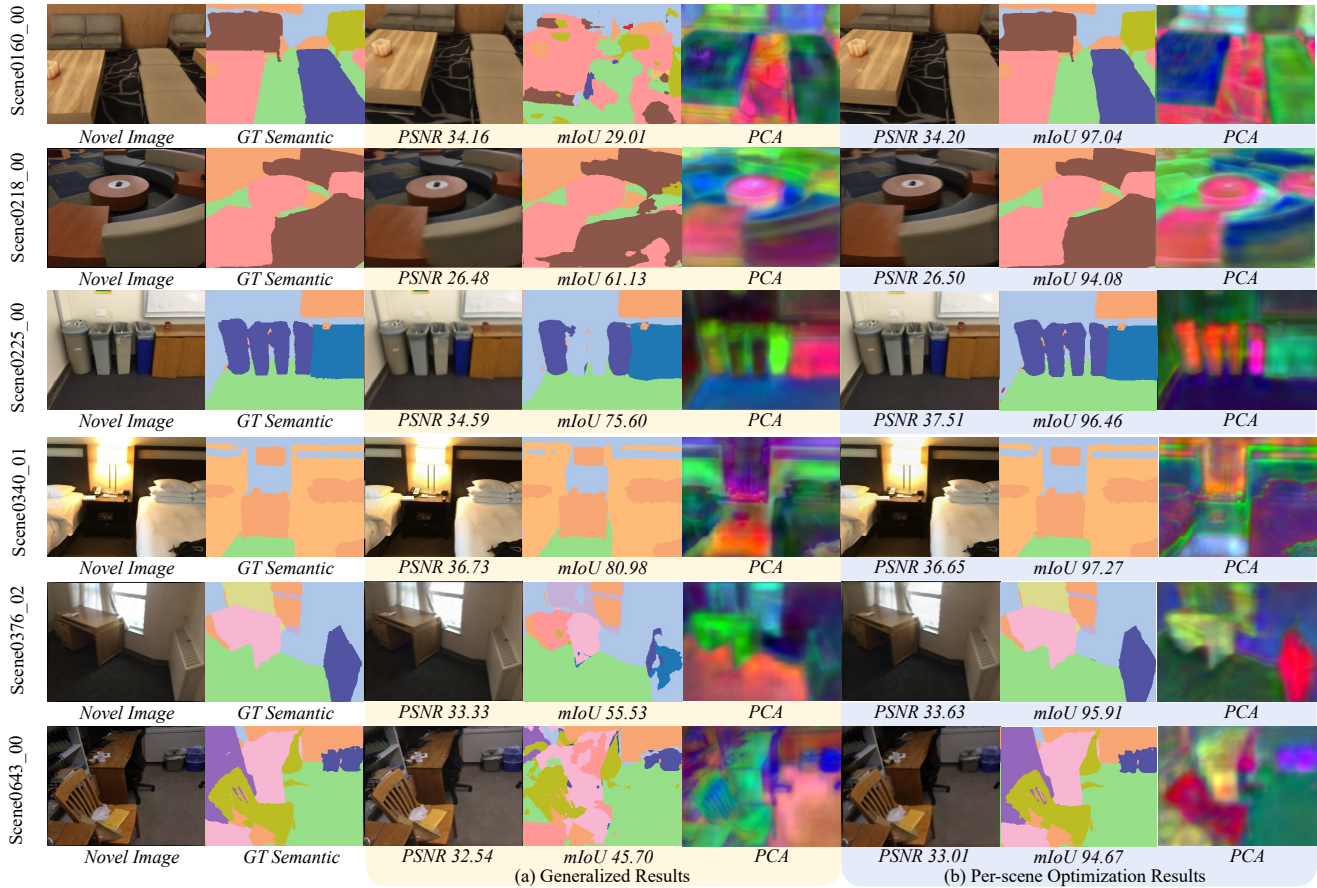 Scene0160_00
Novel Image GT Semantic PSNR 34.16 mIoU 29.01 PCA PSNR 34.20 mIoU 97.04 PCA
Scene0218_00
Novel Image GT Semantic PSNR 26.48 mIoU 61.13 PCA PSNR 26.50 mIoU 94.08 PCA
Scene0225_00
Novel Image GT Semantic PSNR 34.59 mIoU 75.60 PCA PSNR 37.51 mIoU 96.46 PCA
Scene0340_01
Novel Image GT Semantic PSNR 36.73 mIoU 80.98 PCA PSNR 36.65 mIoU 97.27 PCA
Scene0376_02
Novel Image GT Semantic PSNR 33.33 mIoU 55.53 PCA PSNR 33.63 mIoU 95.91 PCA
Scene0643_00
Novel Image GT Semantic PSNR 32.54 mIoU 45.70 PCA PSNR 33.01 mIoU 94.67 PCA
(a) Generalized Results (b) Per-scene Optimization Results